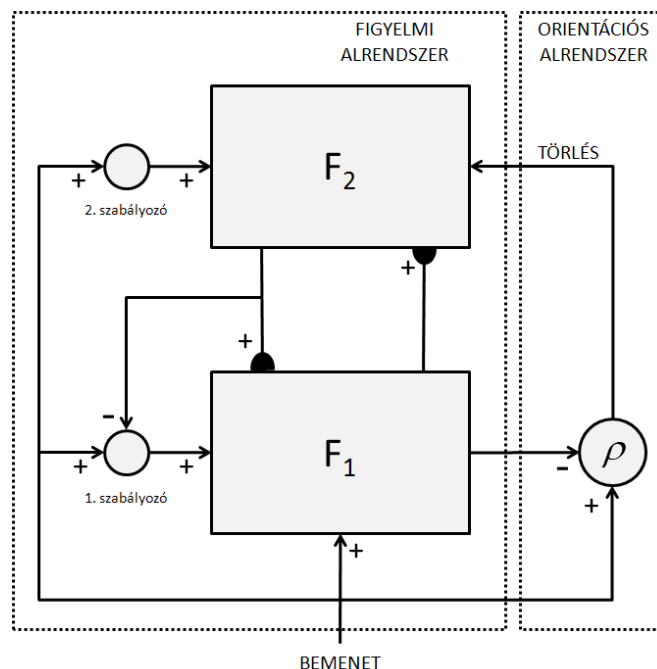 FIGYELMI
ALRENDSZER
ORIENTÁCIÓS
ALRENDSZER
F2
TÖRLÉS
+
+
2. szabályozó
+
+
-
F1
ρ
+
+
-
1. szabályozó
+
+
BEMENET